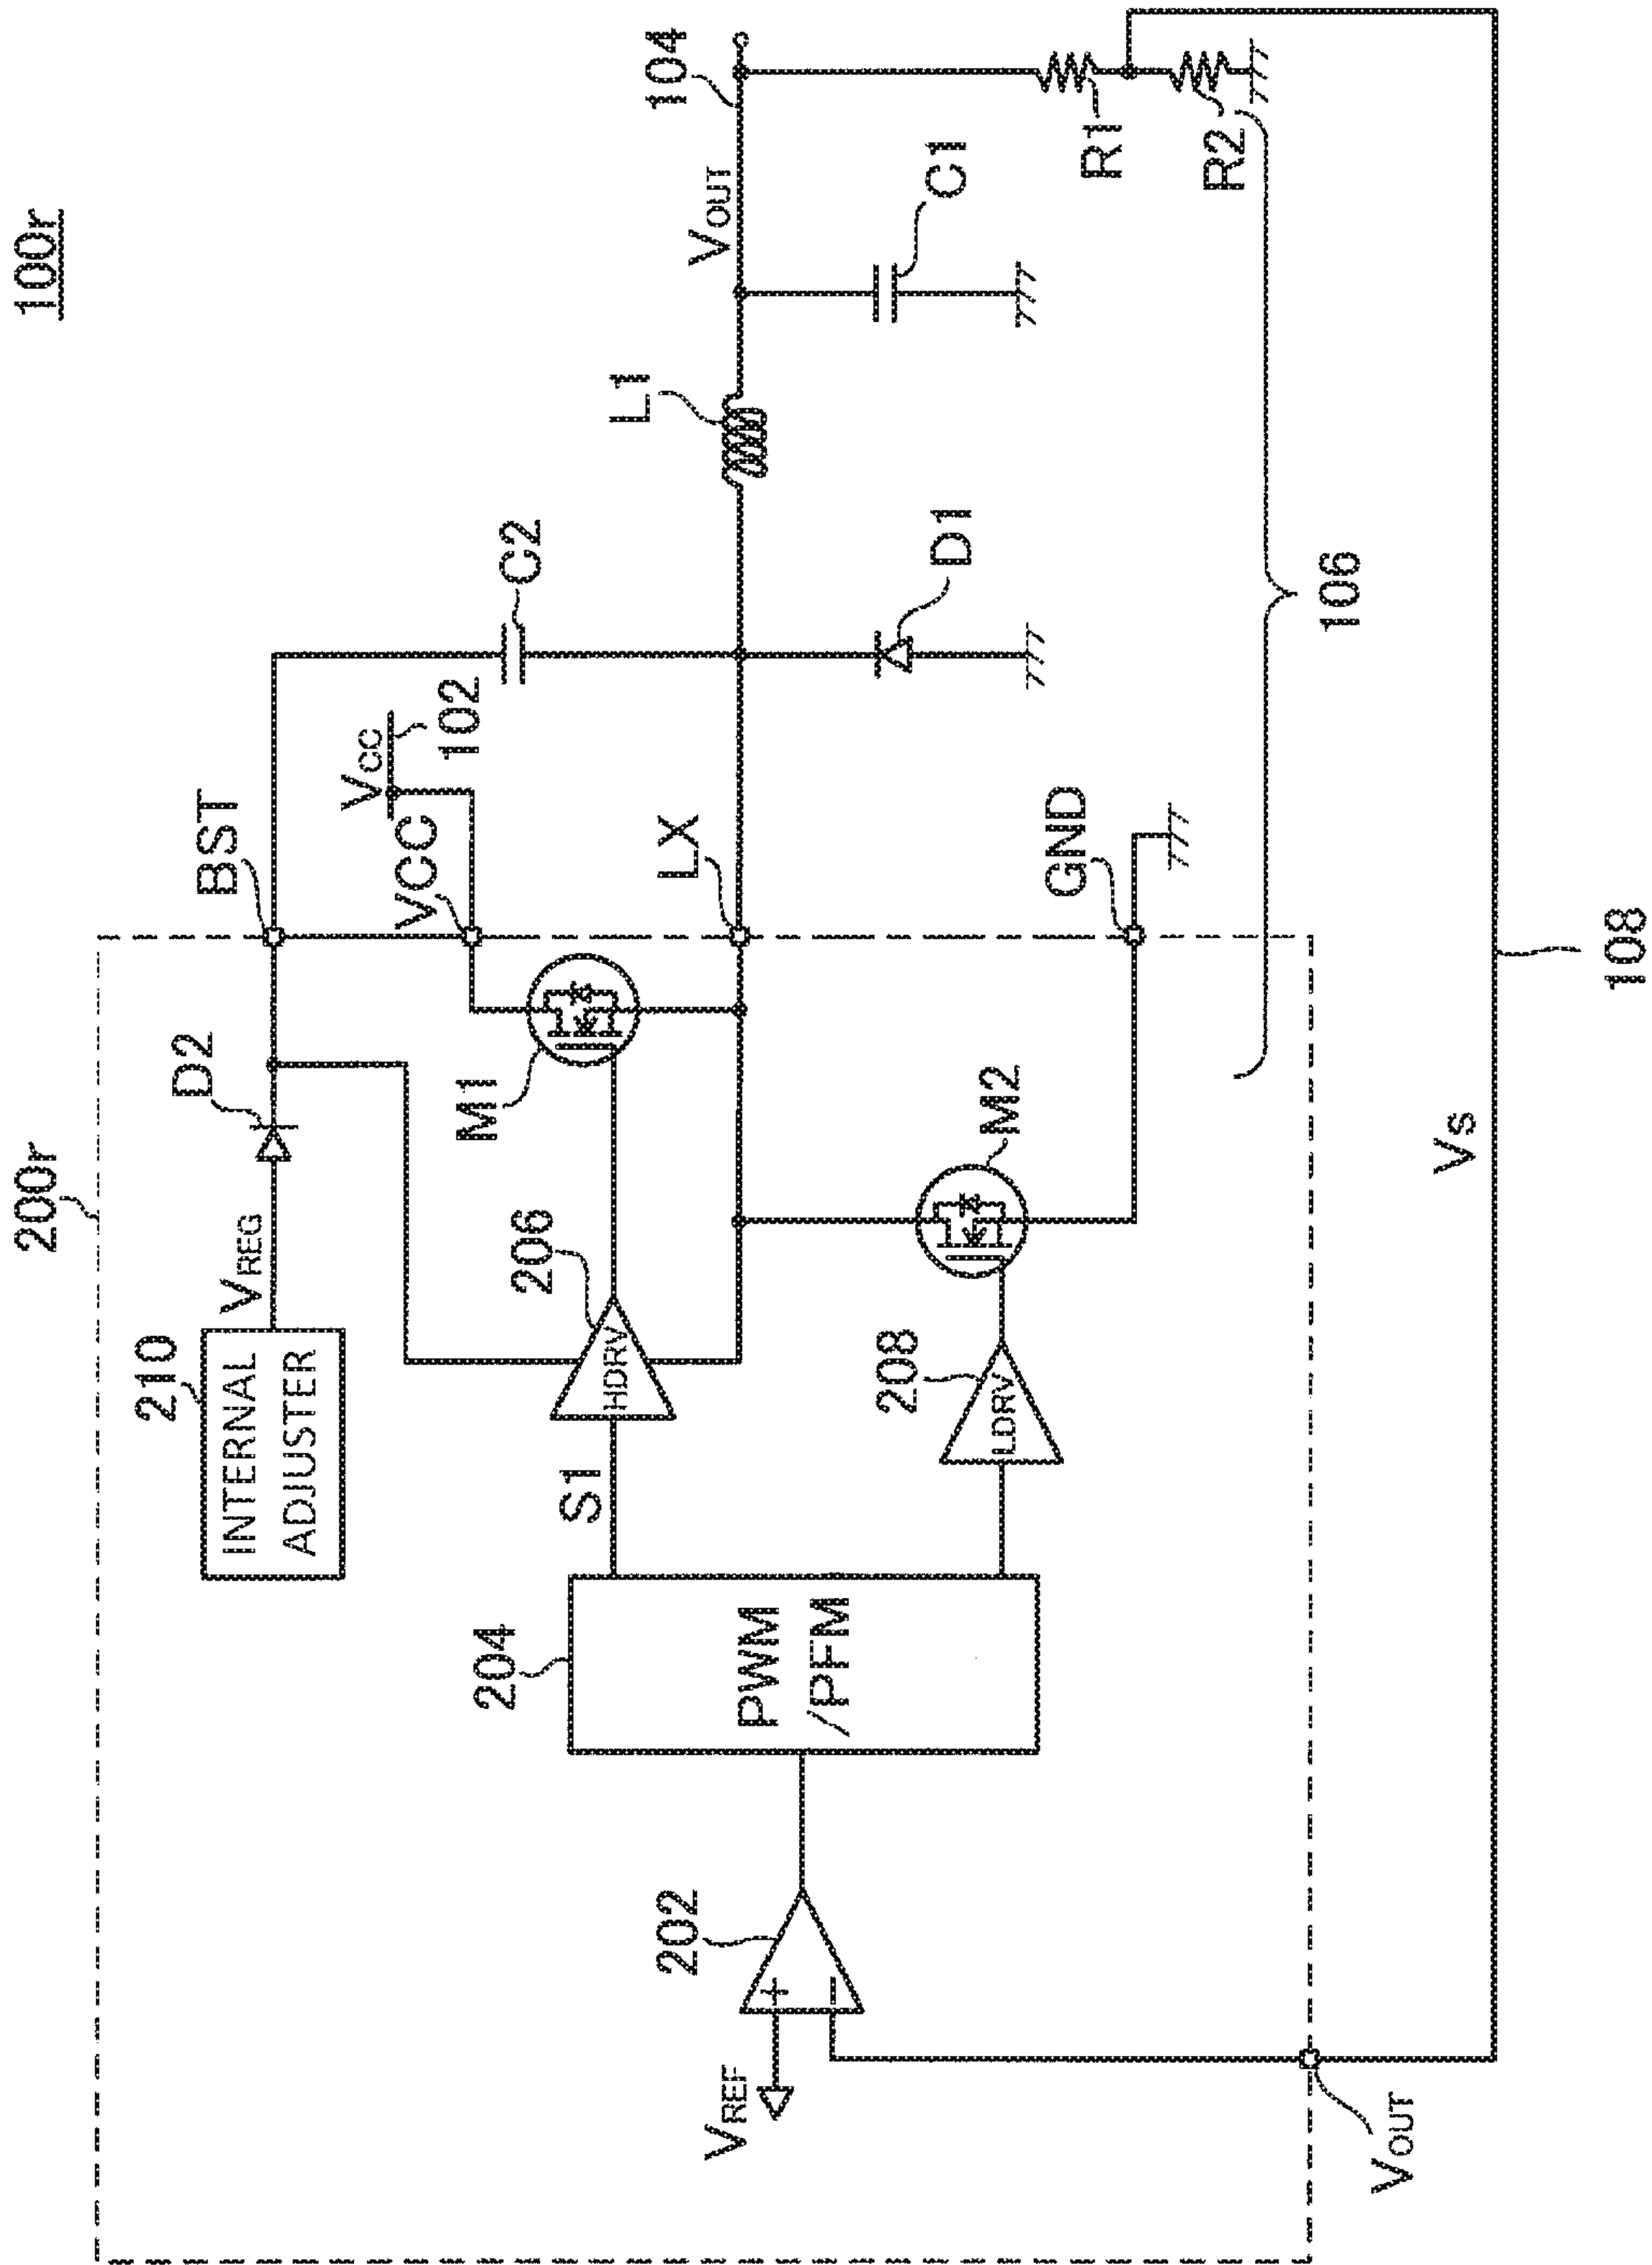 100r
200r
210
INTERNAL
ADJUSTER
VREG
D2
BST
VCC
102
VCC
C2
L1
VOUT
104
204
PWM
/PFM
S1
206
HDRV
M1
LX
202
+
−
VREF
208
LDRV
M2
GND
D1
C1
R1
R2
106
VOUT
VS
108